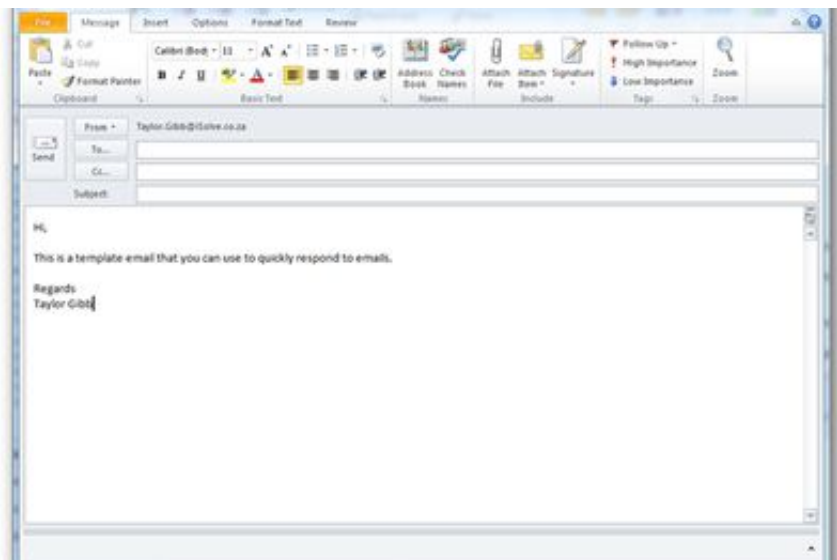 File Message Insert Options Format Text Review
Cut
Copy
Paste Format Painter
Clipboard
Calibri (Body) 11
B I U
Basic Text
Address Book Check Names
Names
Attach File Attach Item Signature
Include
Follow Up
High Importance
Low Importance
Tags
Zoom
Zoom
From Taylor.Gibb@iSolve.co.za
To...
Send
Cc...
Subject:
Hi,
This is a template email that you can use to quickly respond to emails.
Regards
Taylor Gibb